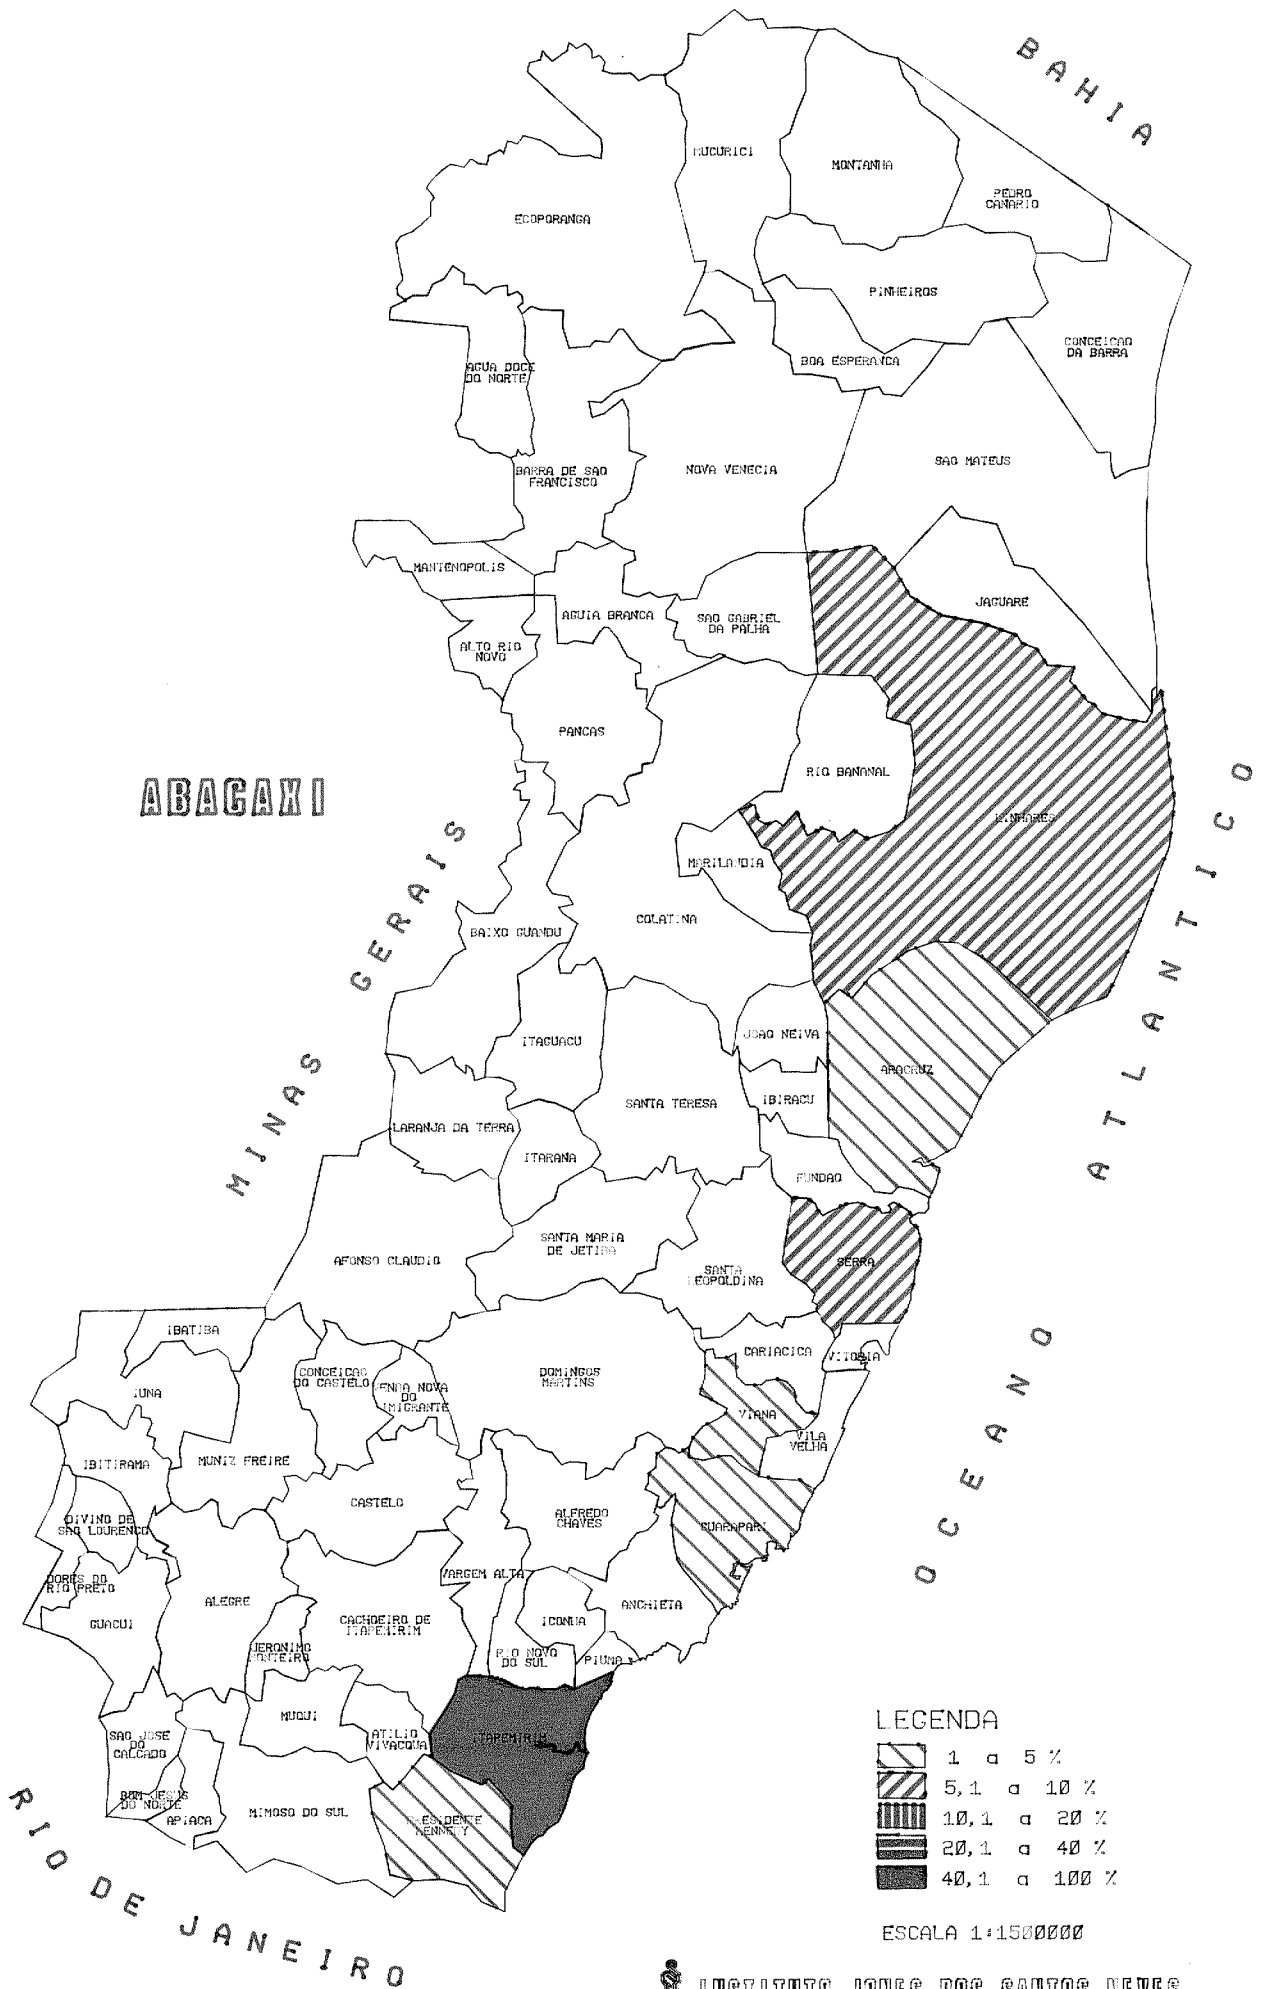 BAHIA
MUCURICI
MONTANHA
PEDRO
CANARIO
ECOPORANGA
PINHEIROS
CONCEICAO
DA BARRA
BOA ESPERANCA
AGUA DOCE
DO NORTE
BARRA DE SAO
FRANCISCO
NOVA VENECIA
SAO MATEUS
MANTENOPOLIS
AGUIA BRANCA
SAO GABRIEL
DA PALHA
JAGUARE
ALTO RIO
NOVO
PANCAS
RIO BANANAL
ABACAXI
LINHARES
MARILANDIA
COLATINA
BAIXO GUANDU
MINAS GERAIS
OCEANO ATLANTICO
ITAGUACU
JOAO NEIVA
ARACRUZ
IBIRACU
SANTA TERESA
LARANJA DA TERRA
ITARANA
FUNDAO
SANTA MARIA
DE JETIBA
AFONSO CLAUDIO
SANTA
LEOPOLDINA
SERRA
IBATIBA
CARIACICA
VITORIA
DOMINGOS
MARTINS
CONCEICAO
DO CASTELO
VENDA NOVA
DO
IMIGRANTE
IUNA
VIANA
VILA
VELHA
IBITIRAMA
MUNIZ FREIRE
CASTELO
ALFREDO
CHAVES
GUARAPARI
DIVINO DE
SAO LOURENCO
VARGEM ALTA
DORES DO
RIO PRETO
ALEGRE
GUACUI
CACHOEIRO DE
ITAPEMIRIM
ICONHA
ANCHIETA
JERONIMO
MONTEIRO
RIO NOVO
DO SUL
PIUMA
MUQUI
ATILIO
VIVACQUA
ITAPEMIRIM
SAO JOSE
DO
CALCADO
BOM JESUS
DO NORTE
APIACA
MIMOSO DO SUL
PRESIDENTE
KENNEDY
RIO DE JANEIRO
LEGENDA
1 a 5 %
5,1 a 10 %
10,1 a 20 %
20,1 a 40 %
40,1 a 100 %
ESCALA 1:1500000
INSTITUTO JONES DOS SANTOS NEVES